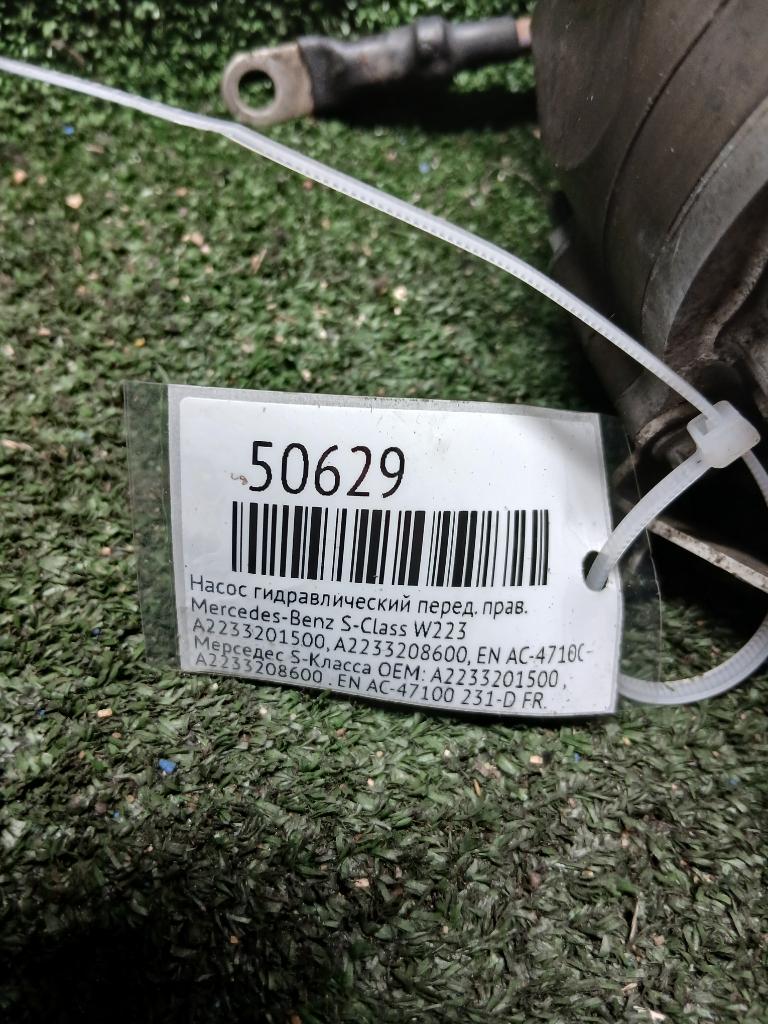 50629
Насос гидравлический перед. прав.
Mercedes-Benz S-Class W223
A2233201500, A2233208600, EN AC-47100-
Мерседес S-Класса OEM: A2233201500 ,
A2233208600 , EN AC-47100 231-D FR.